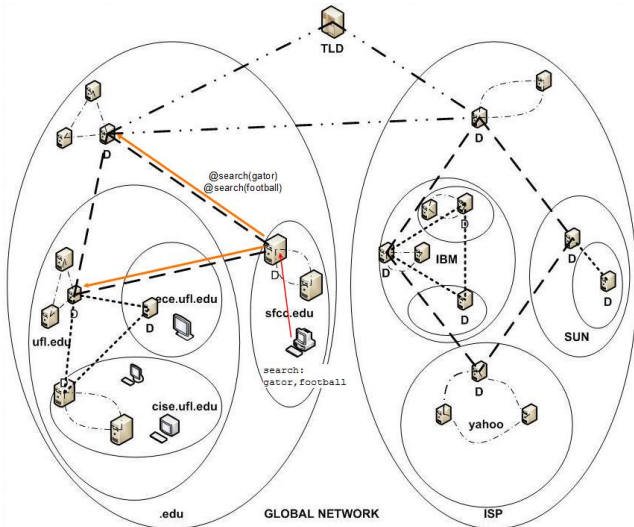 TLD
D
D
@search(gator)
@search(football)
D
IBM
D
D
D
ece.ufl.edu
D
SUN
D
D
D
sfcc.edu
ufl.edu
search:
gator,football
D
cise.ufl.edu
yahoo
.edu
GLOBAL NETWORK
ISP